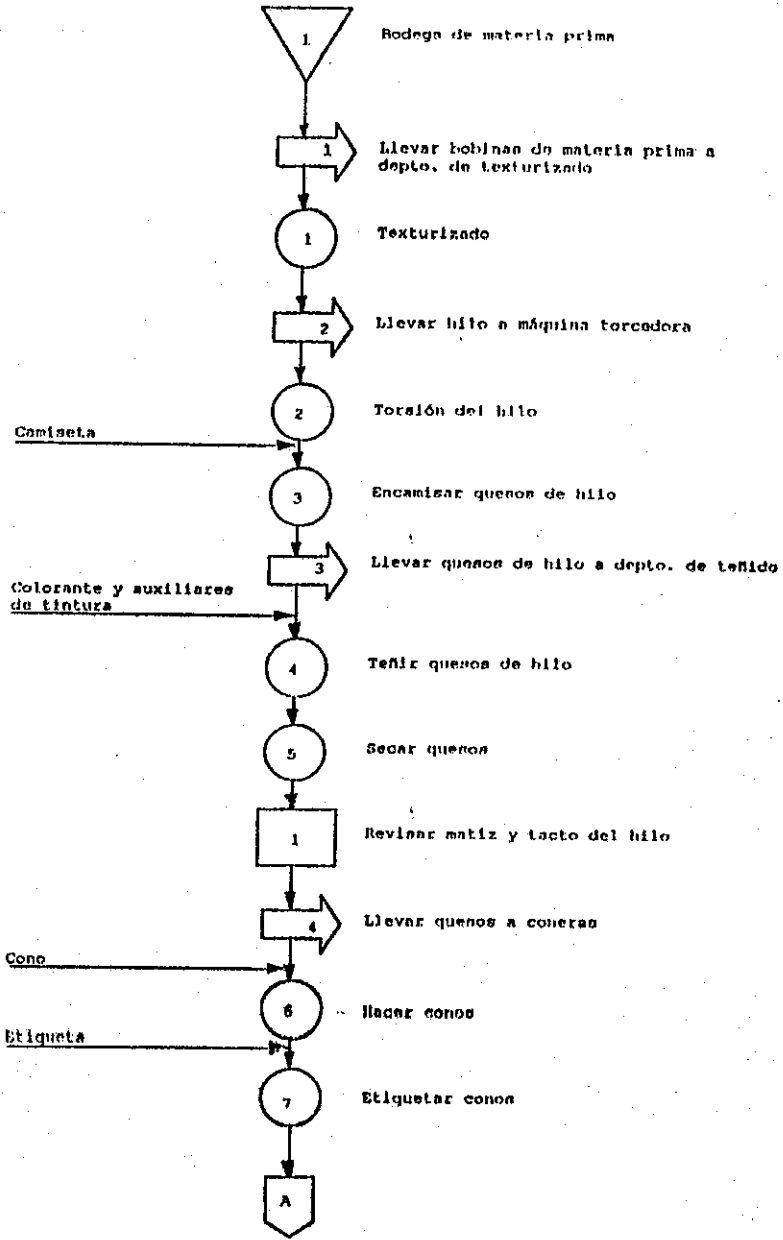 1
Bodega de materia prima
1
Llevar bobinas de materia prima a
depto. de texturizado
1
Texturizado
2
Llevar hilo a máquina torcedora
2
Torsión del hilo
Camiseta
3
Encamisar quesos de hilo
3
Llevar quesos de hilo a depto. de teñido
Colorante y auxiliares
de tintura
4
Teñir quesos de hilo
5
Secar quesos
1
Revisar matiz y tacto del hilo
4
Llevar quesos a coneras
Cono
6
Hacer conos
Etiqueta
7
Etiquetar conos
A